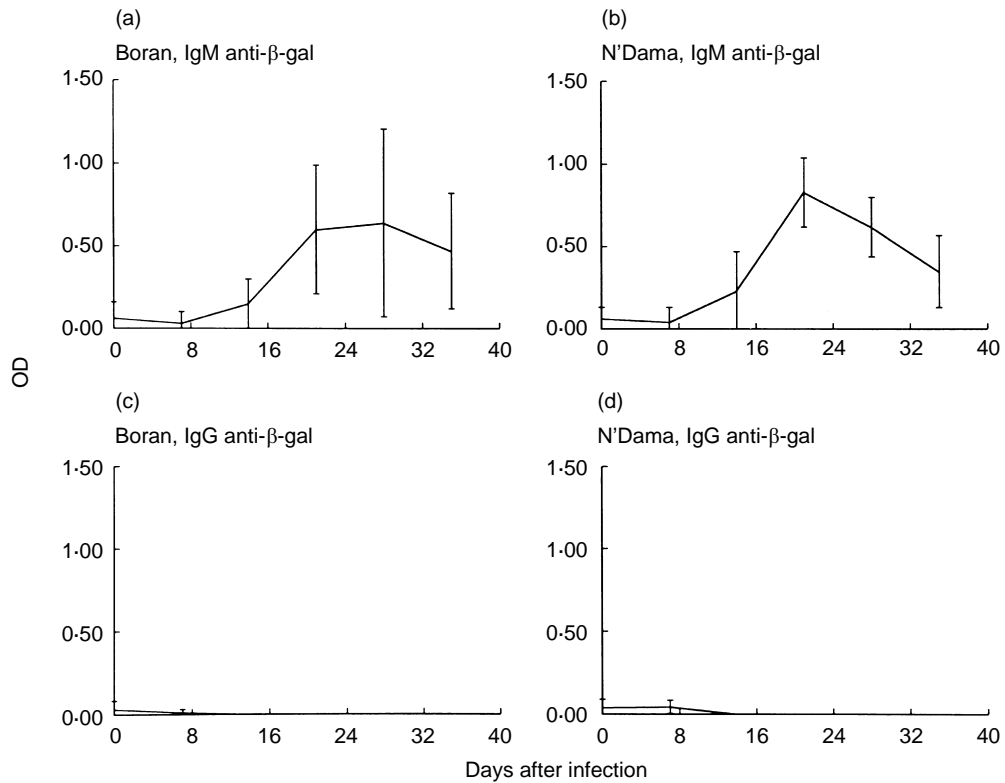 (a)
Boran, IgM anti-β-gal
1·50
1·00
0·50
0·00
0 8 16 24 32 40
(b)
N'Dama, IgM anti-β-gal
1·50
1·00
0·50
0·00
0 8 16 24 32 40
OD
(c)
Boran, IgG anti-β-gal
1·50
1·00
0·50
0·00
0 8 16 24 32 40
(d)
N'Dama, IgG anti-β-gal
1·50
1·00
0·50
0·00
0 8 16 24 32 40
Days after infection